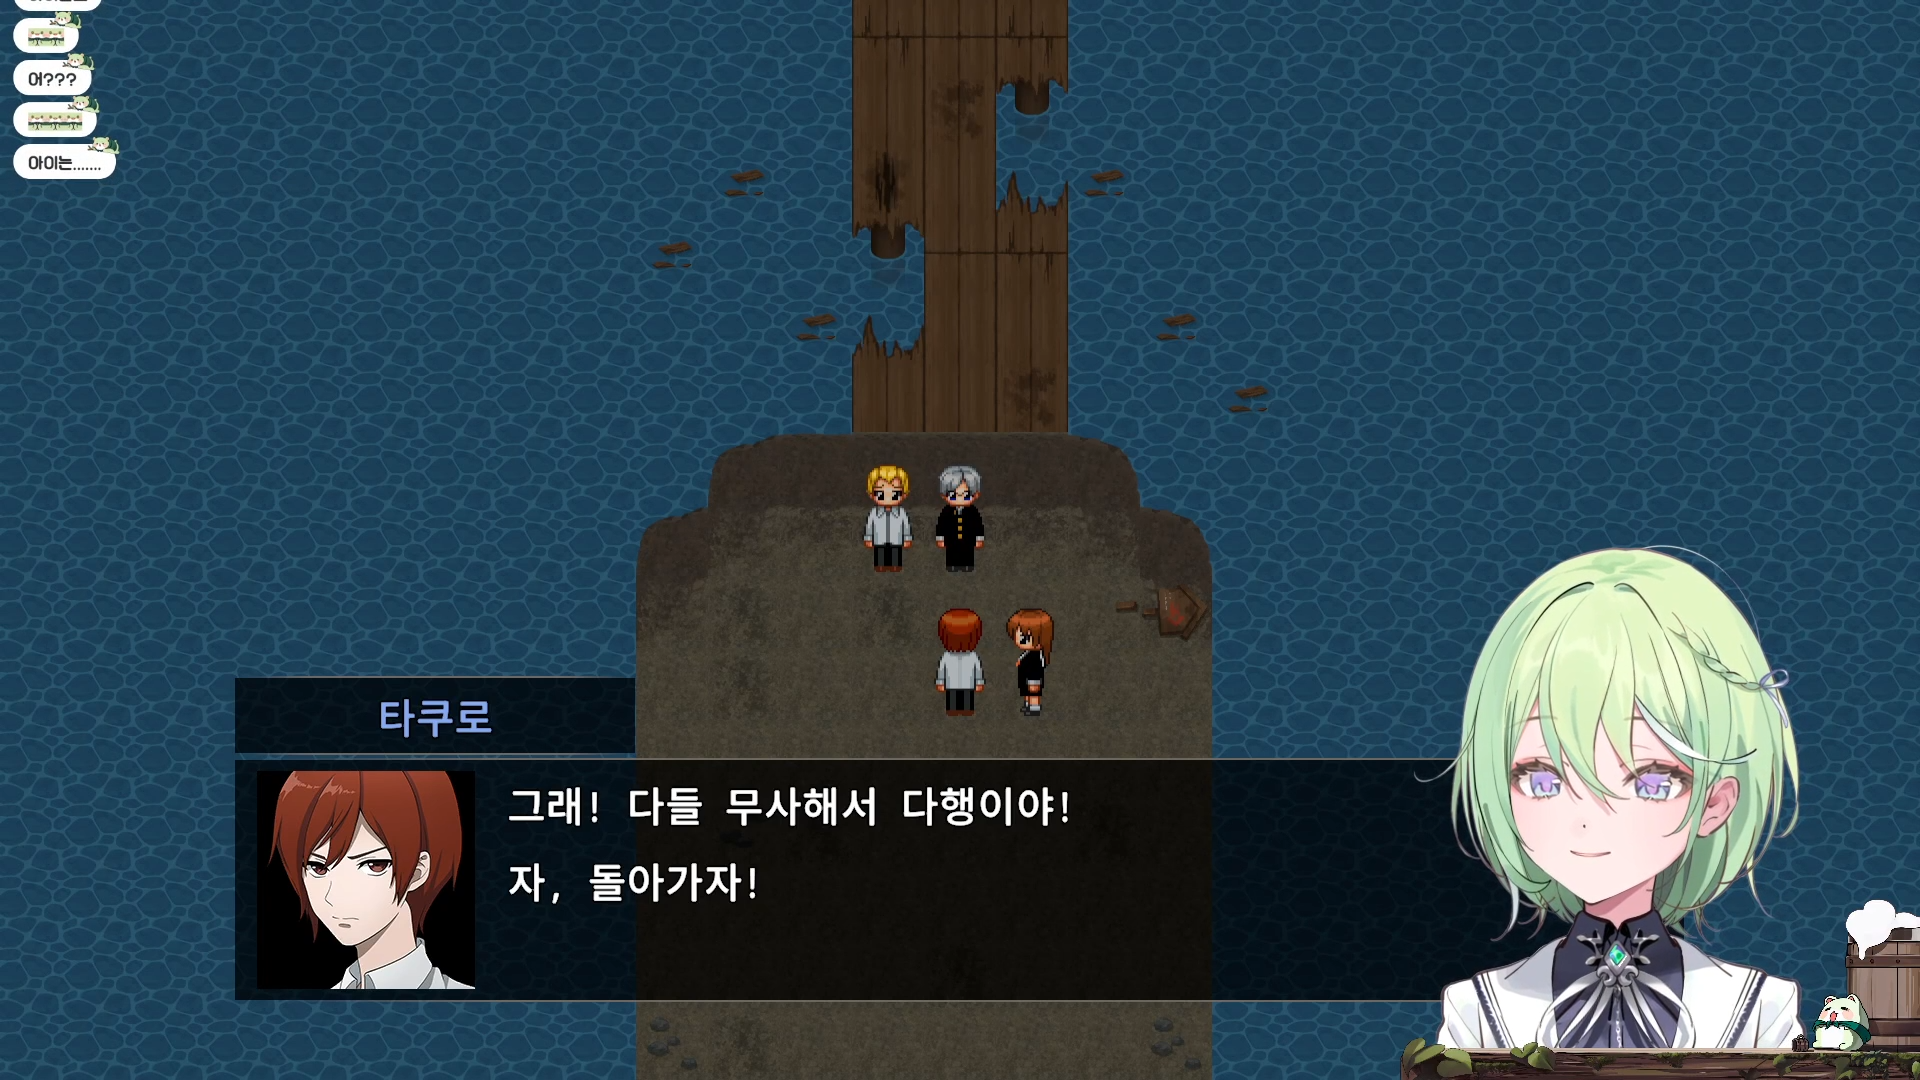 어???
아이는.......
타쿠로
그래! 다들 무사해서 다행이야!
자, 돌아가자!